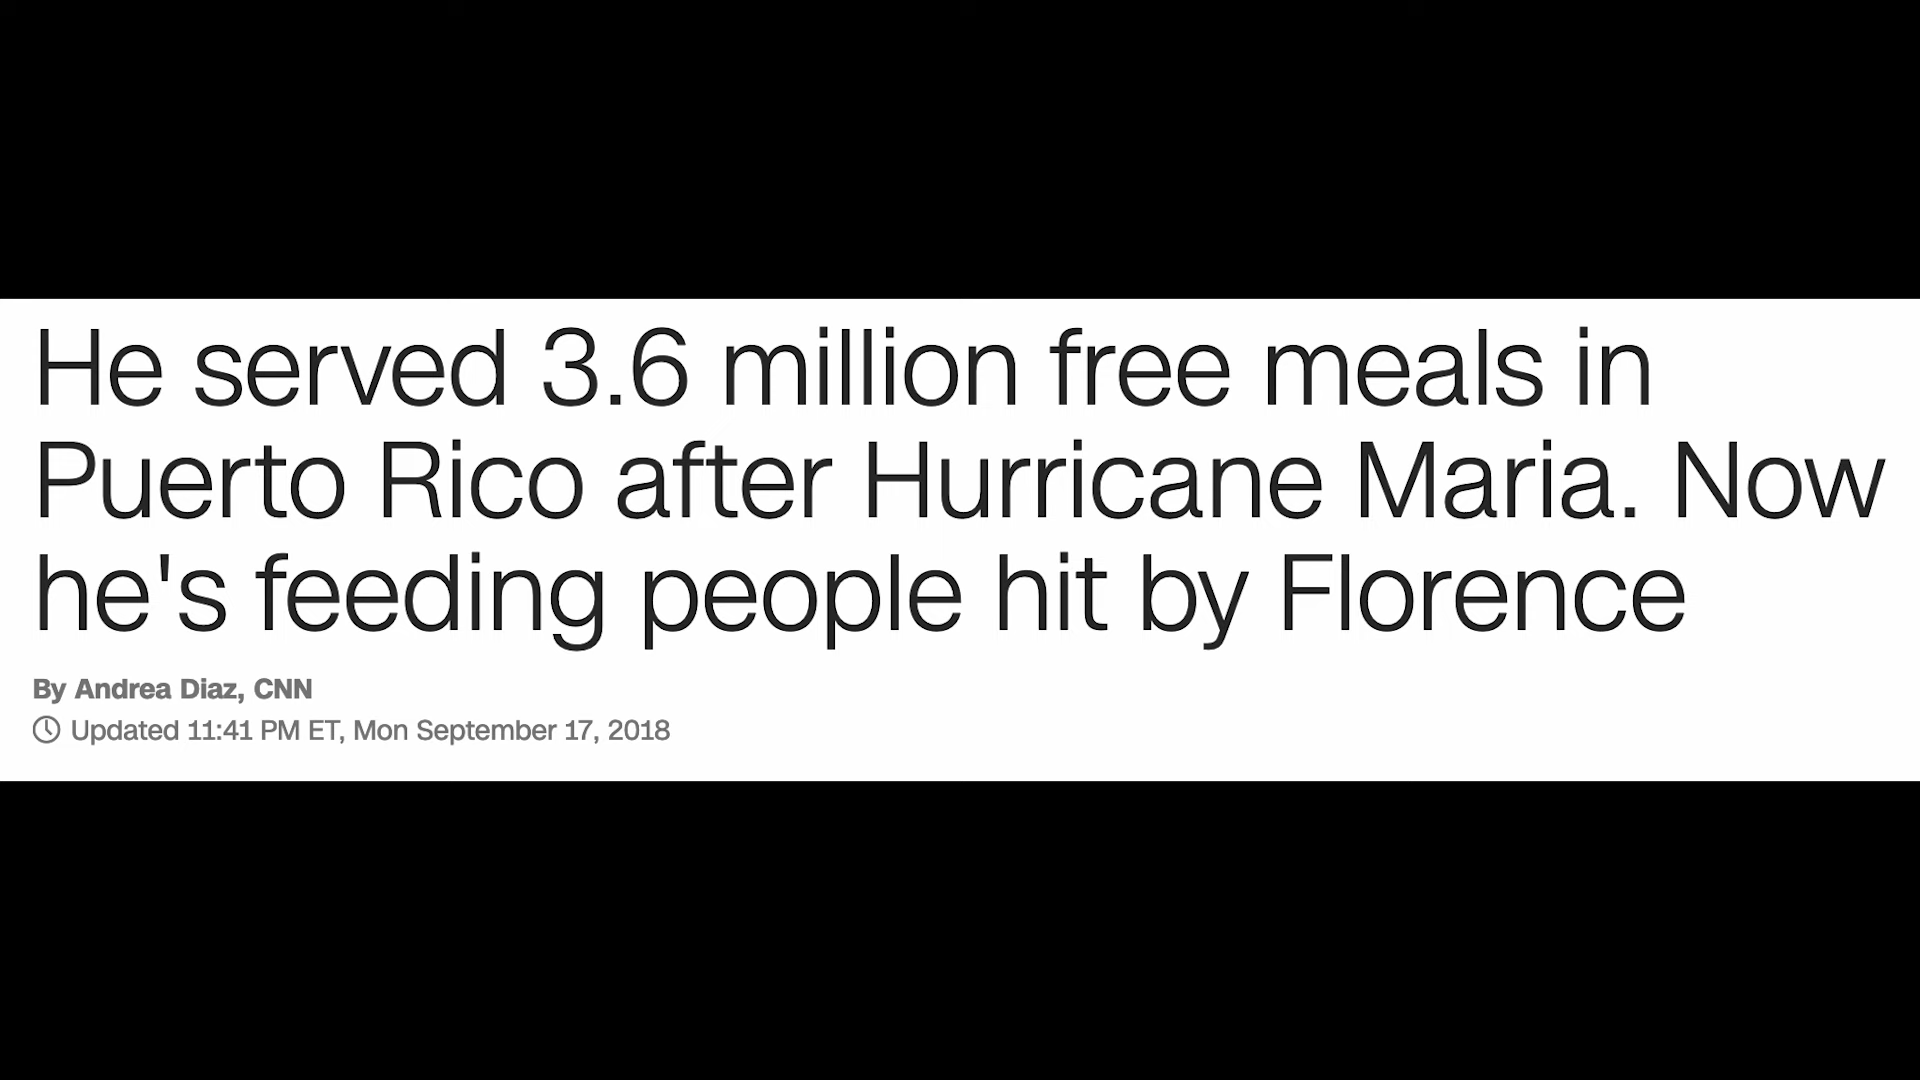 He served 3.6 million free meals in
Puerto Rico after Hurricane Maria. Now
he's feeding people hit by Florence
By Andrea Diaz, CNN
Updated 11:41 PM ET, Mon September 17, 2018